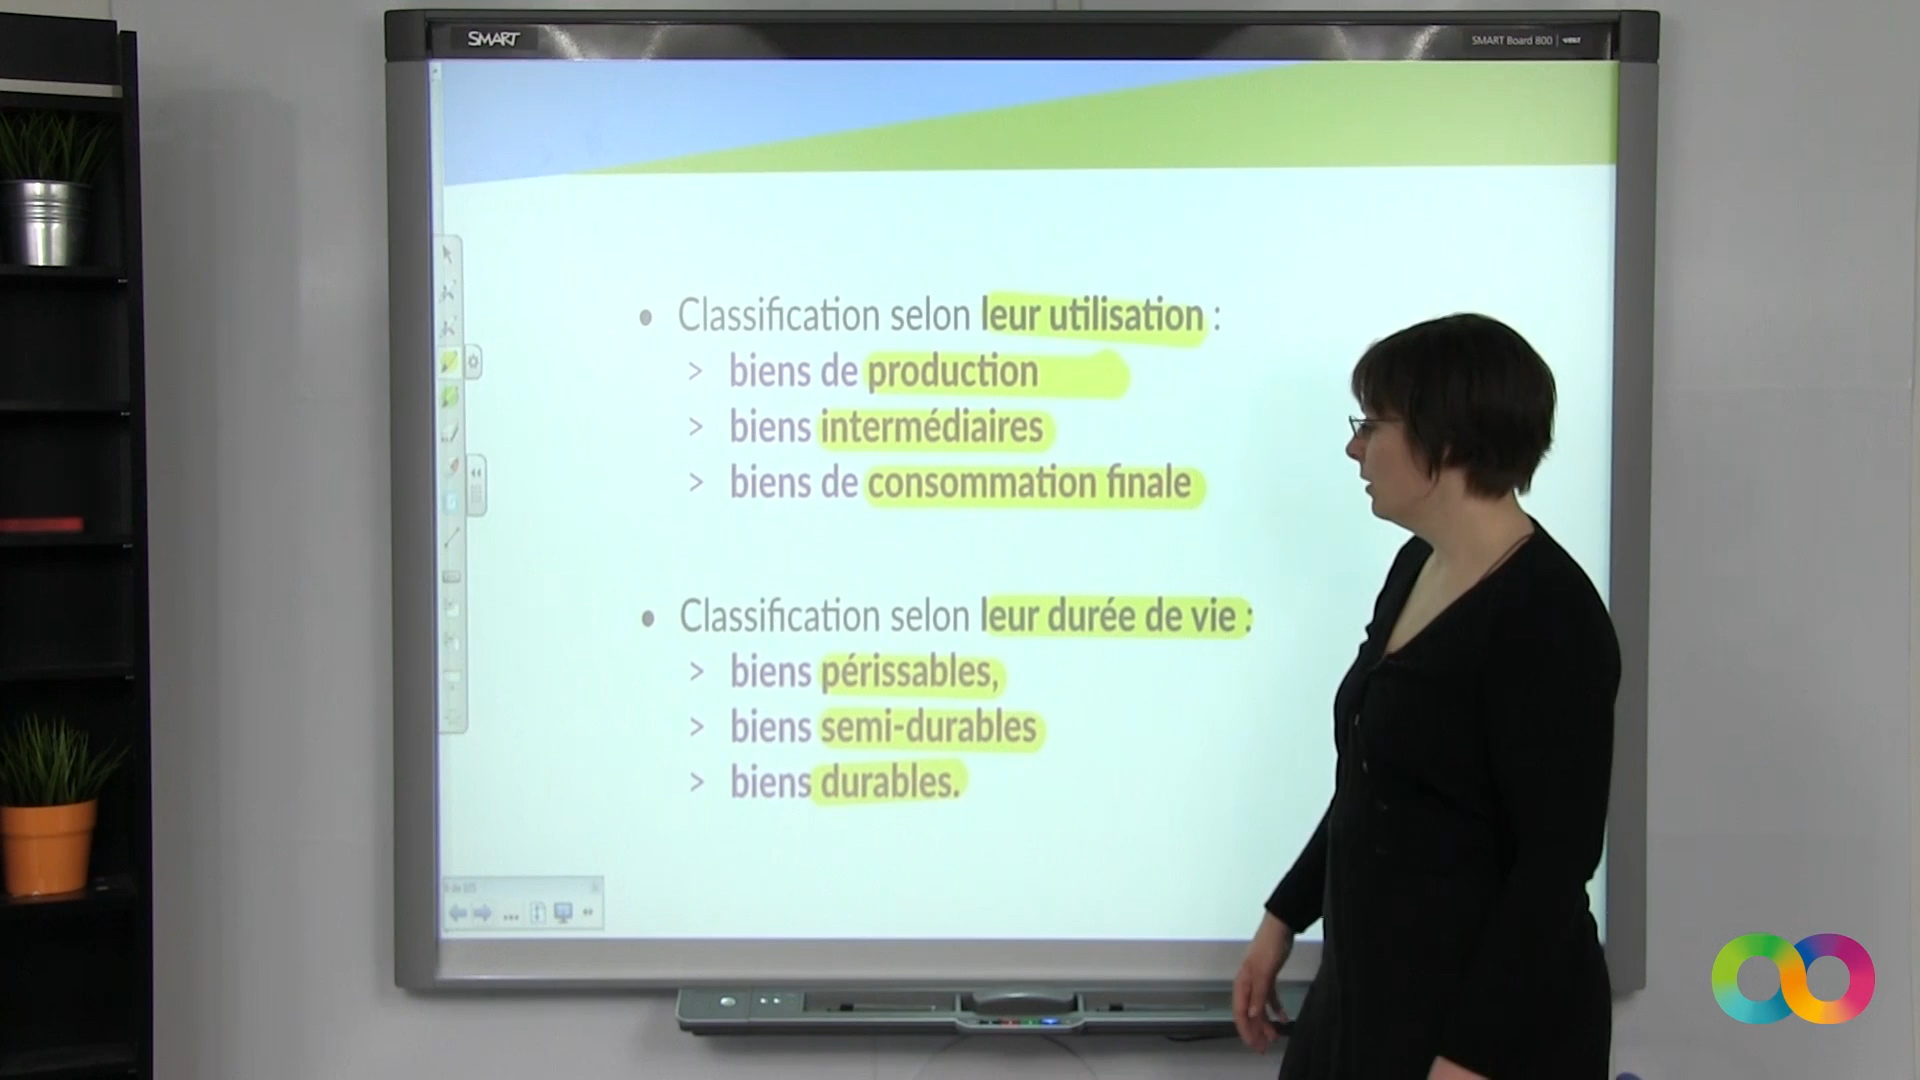 SMART
SMART Board 800
• Classification selon leur utilisation :
> biens de production
> biens intermédiaires
> biens de consommation finale
• Classification selon leur durée de vie :
> biens périssables,
> biens semi-durables
> biens durables.